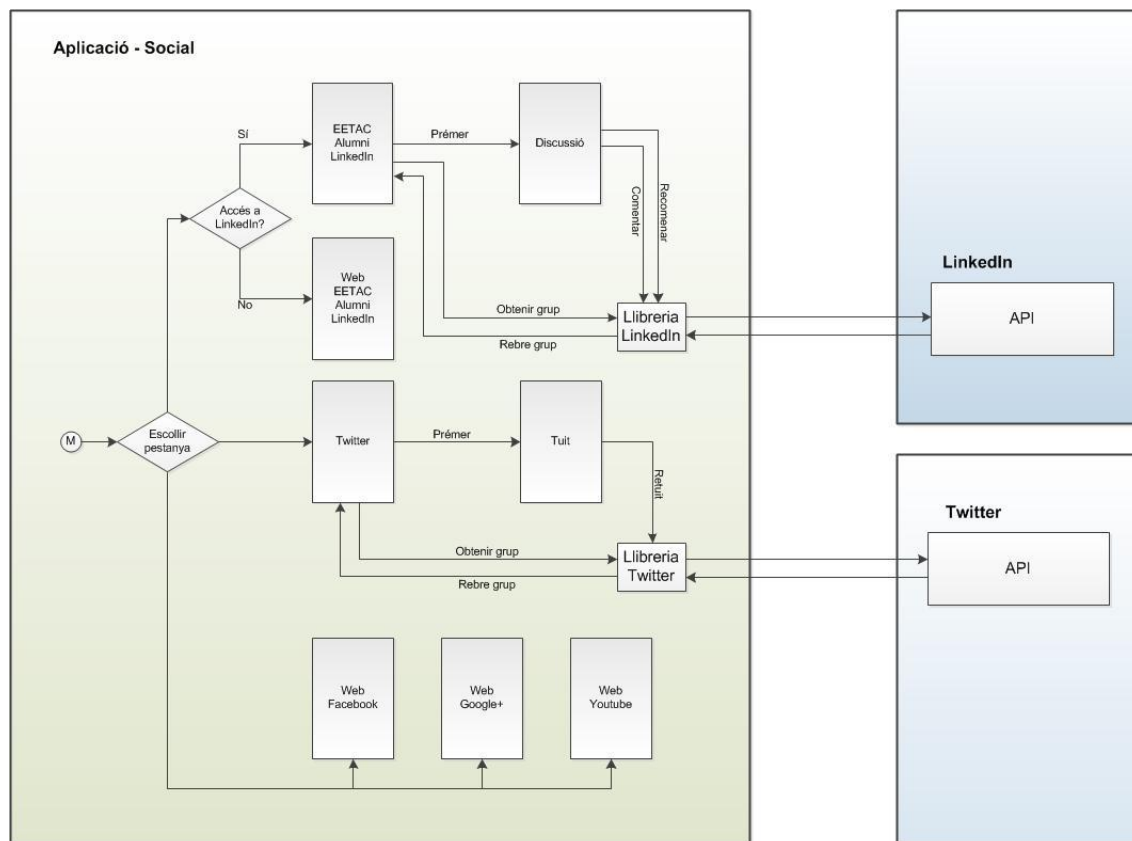 Aplicació - Social
Sí
EETAC
Alumni
LinkedIn
Prémer
Discussió
Comentar
Recomenar
Accés a
LinkedIn?
No
Web
EETAC
Alumni
LinkedIn
Obtenir grup
Rebre grup
Llibreria
LinkedIn
LinkedIn
API
M
Escollir
pestanya
Twitter
Prémer
Tuit
Retuit
Obtenir grup
Rebre grup
Llibreria
Twitter
Twitter
API
Web
Facebook
Web
Google+
Web
Youtube